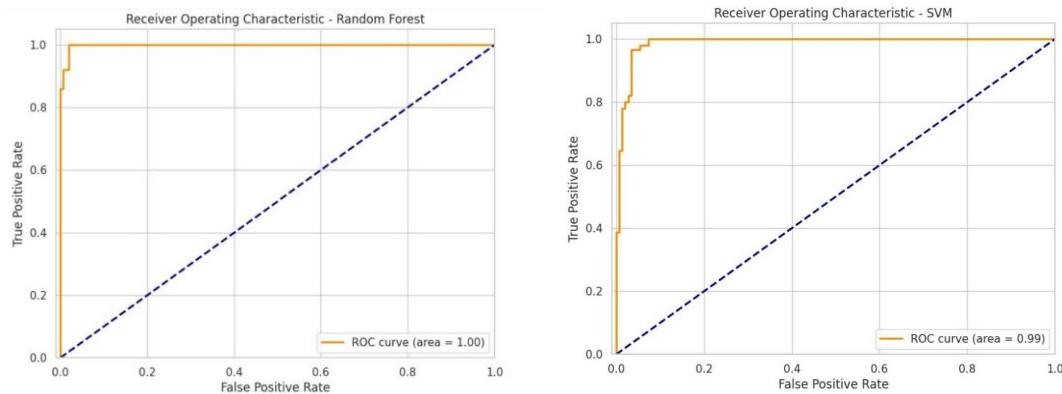 Receiver Operating Characteristic - Random Forest
1.0
0.8
0.6
0.4
0.2
0.0
True Positive Rate
0.0 0.2 0.4 0.6 0.8 1.0
False Positive Rate
ROC curve (area = 1.00)
Receiver Operating Characteristic - SVM
1.0
0.8
0.6
0.4
0.2
0.0
True Positive Rate
0.0 0.2 0.4 0.6 0.8 1.0
False Positive Rate
ROC curve (area = 0.99)